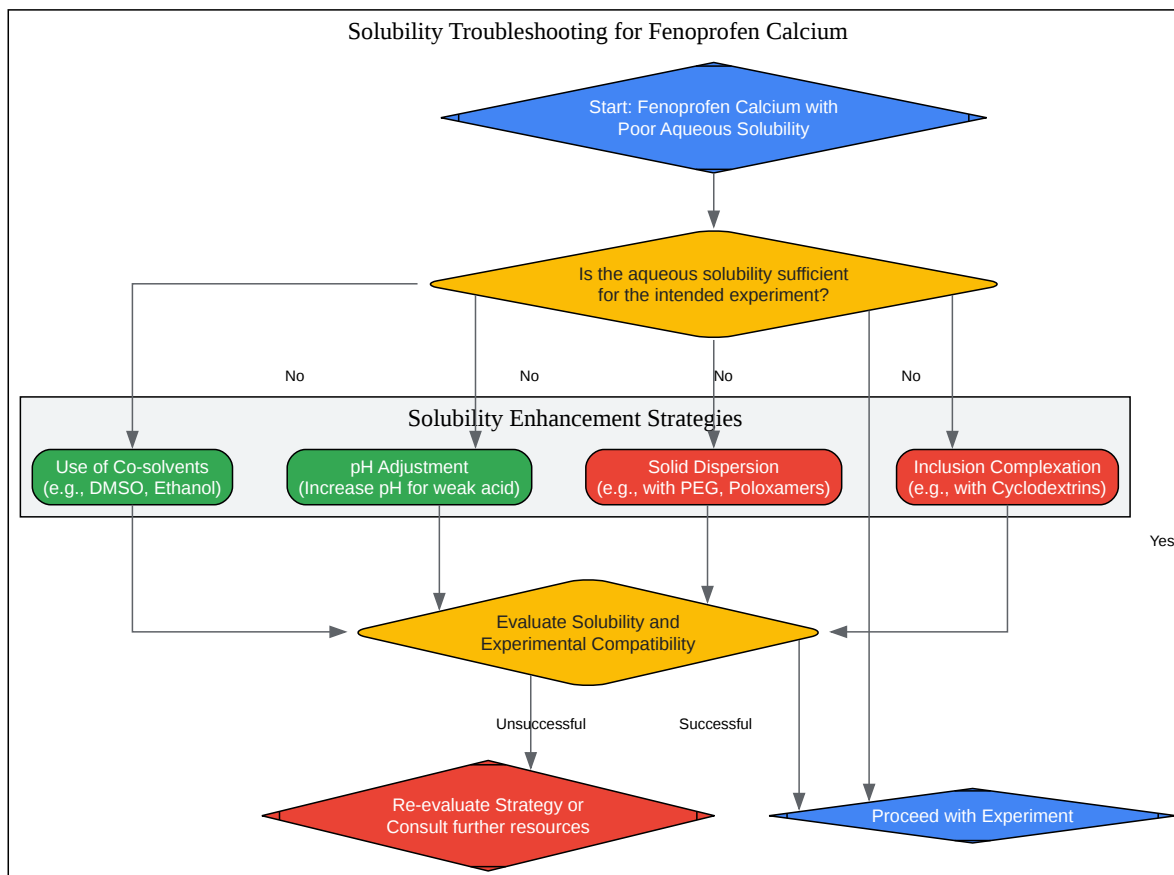 Solubility Troubleshooting for Fenoprofen Calcium
Start: Fenoprofen Calcium with
Poor Aqueous Solubility
Is the aqueous solubility sufficient
for the intended experiment?
No
No
No
No
Solubility Enhancement Strategies
Use of Co-solvents
(e.g., DMSO, Ethanol)
pH Adjustment
(Increase pH for weak acid)
Solid Dispersion
(e.g., with PEG, Poloxamers)
Inclusion Complexation
(e.g., with Cyclodextrins)
Yes
Evaluate Solubility and
Experimental Compatibility
Unsuccessful
Successful
Re-evaluate Strategy or
Consult further resources
Proceed with Experiment